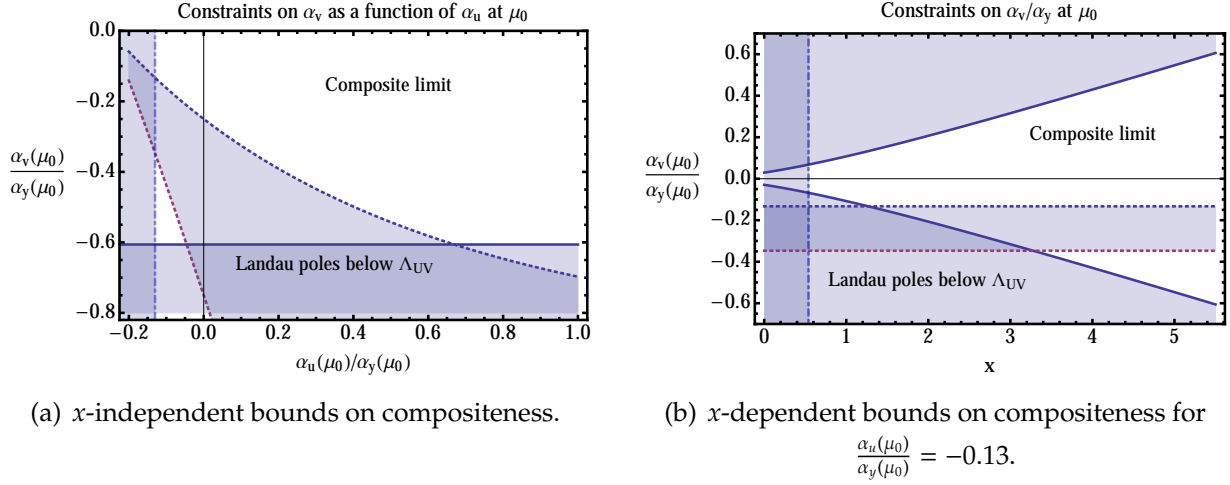 Constraints on αv as a function of αu at μ0
0.0
−0.2
−0.4
−0.6
−0.8
αv(μ0)
αy(μ0)
Composite limit
Landau poles below ΛUV
−0.2 0.0 0.2 0.4 0.6 0.8 1.0
αu(μ0)/αy(μ0)
(a) x-independent bounds on compositeness.
Constraints on αv/αy at μ0
0.6
0.4
0.2
0.0
−0.2
−0.4
−0.6
αv(μ0)
αy(μ0)
Composite limit
Landau poles below ΛUV
0 1 2 3 4 5
x
(b) x-dependent bounds on compositeness for
αu(μ0)
αy(μ0)
= −0.13.